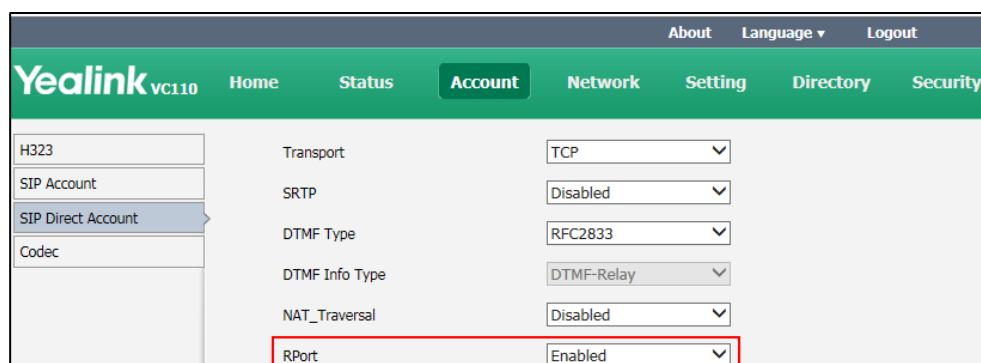 About Language ▾ Logout
Yealink VC110 Home Status Account Network Setting Directory Security
H323
SIP Account
SIP Direct Account
Codec
Transport TCP
SRTP Disabled
DTMF Type RFC2833
DTMF Info Type DTMF-Relay
NAT_Traversal Disabled
RPort Enabled